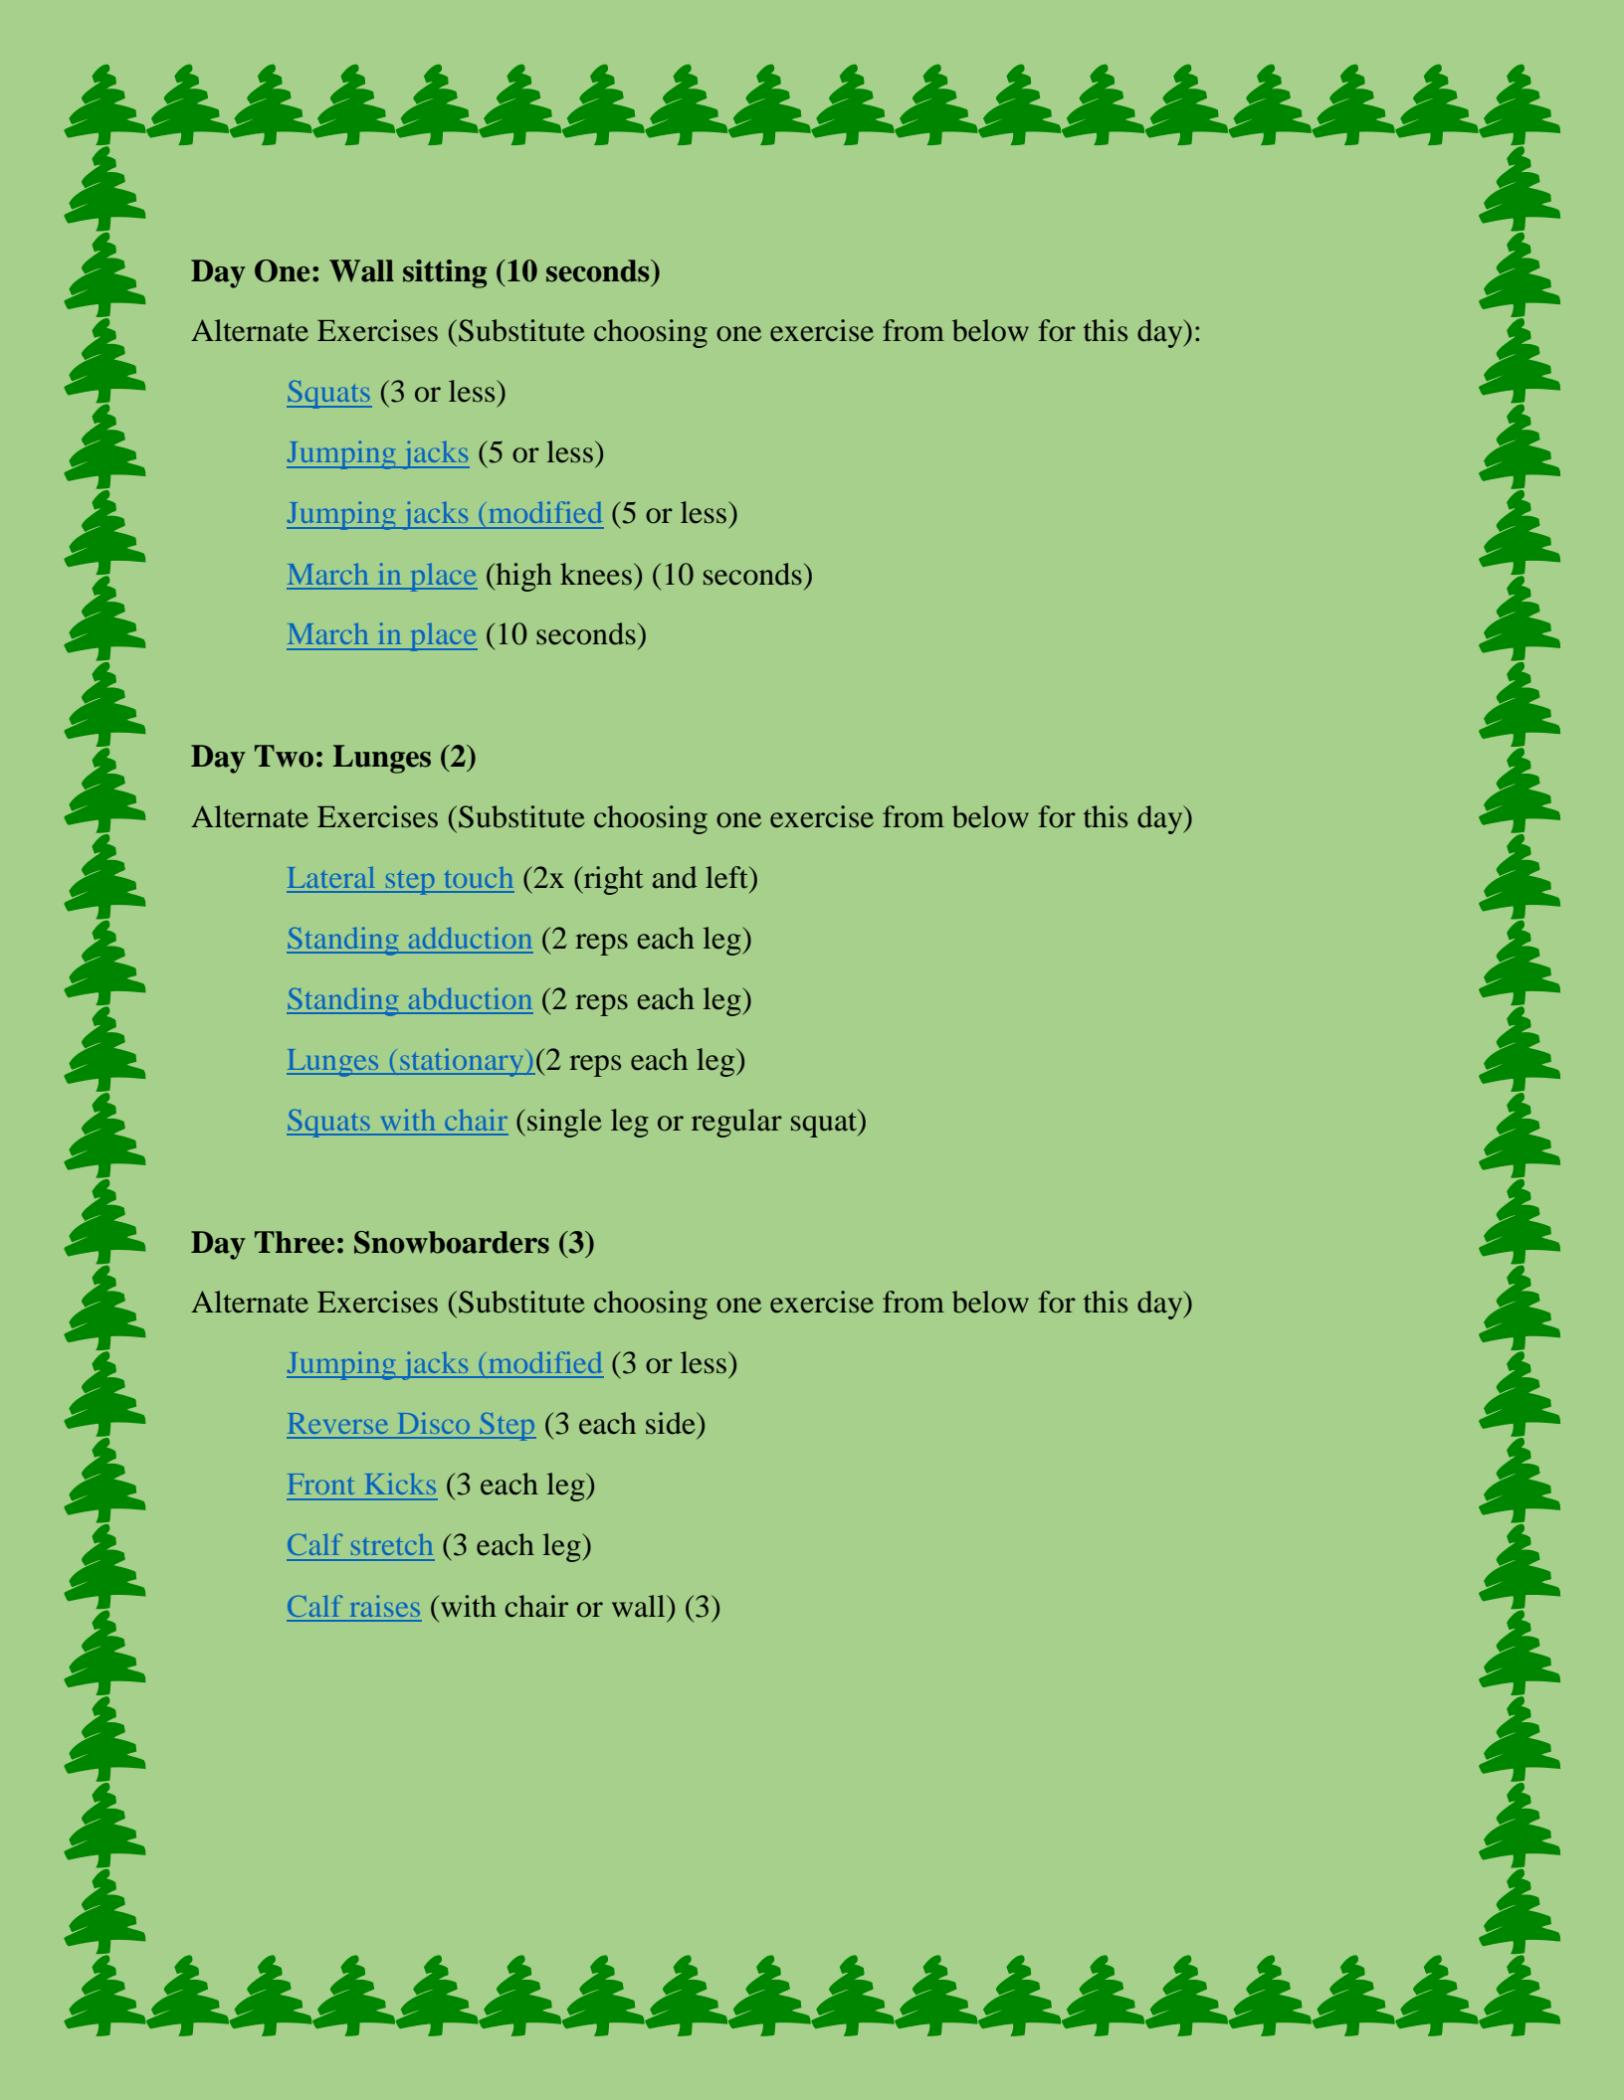 Day One: Wall sitting (10 seconds)
Alternate Exercises (Substitute choosing one exercise from below for this day):
Squats (3 or less)
Jumping jacks (5 or less)
Jumping jacks (modified (5 or less)
March in place (high knees) (10 seconds)
March in place (10 seconds)
Day Two: Lunges (2)
Alternate Exercises (Substitute choosing one exercise from below for this day)
Lateral step touch (2x (right and left)
Standing adduction (2 reps each leg)
Standing abduction (2 reps each leg)
Lunges (stationary)(2 reps each leg)
Squats with chair (single leg or regular squat)
Day Three: Snowboarders (3)
Alternate Exercises (Substitute choosing one exercise from below for this day)
Jumping jacks (modified (3 or less)
Reverse Disco Step (3 each side)
Front Kicks (3 each leg)
Calf stretch (3 each leg)
Calf raises (with chair or wall) (3)